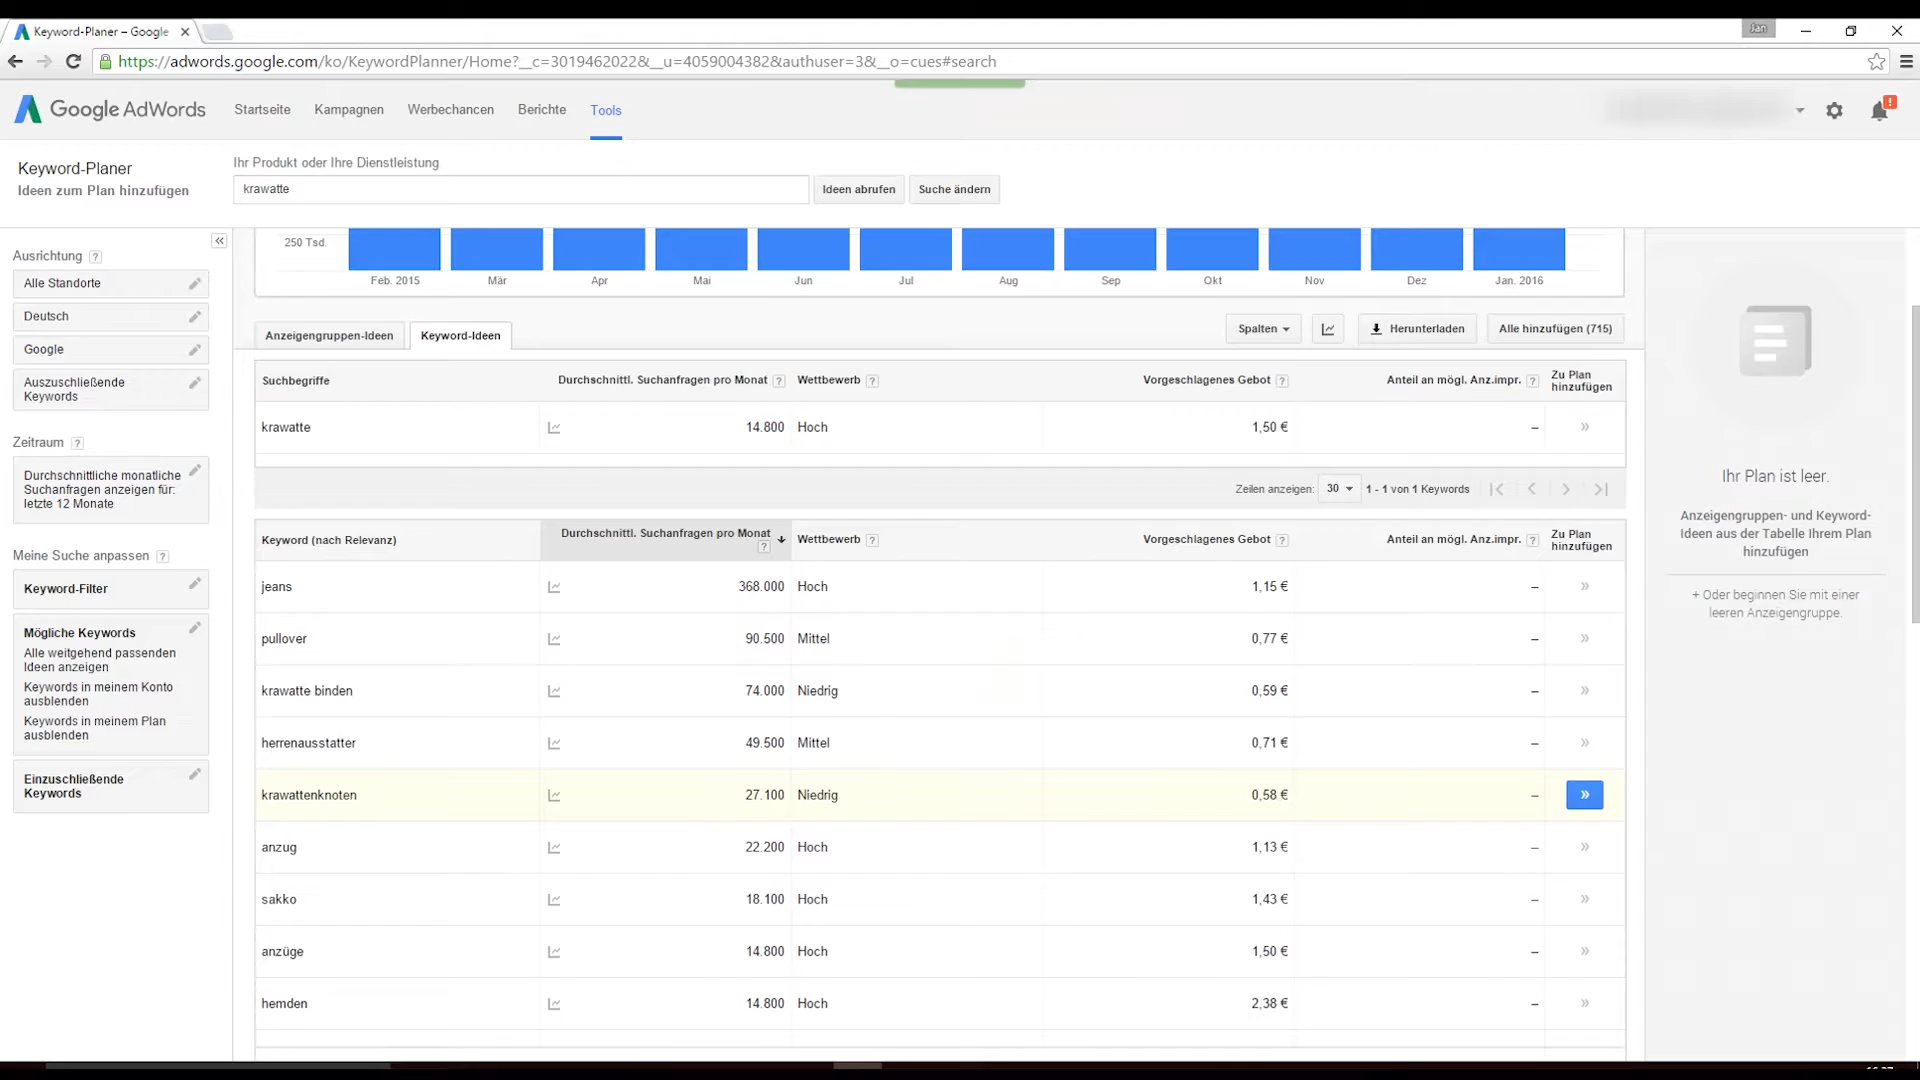 Keyword-Planer – Google
Jan
https://adwords.google.com/ko/KeywordPlanner/Home?__c=3019462022&__u=4059004382&authuser=3&__o=cues#search
Google AdWords Startseite Kampagnen Werbechancen Berichte Tools
!
Keyword-Planer
Ideen zum Plan hinzufügen
Ihr Produkt oder Ihre Dienstleistung
krawatte Ideen abrufen Suche ändern
«
Ausrichtung ?
Alle Standorte
Deutsch
Google
Auszuschließende
Keywords
Zeitraum ?
Durchschnittliche monatliche
Suchanfragen anzeigen für:
letzte 12 Monate
Meine Suche anpassen ?
Keyword-Filter
Mögliche Keywords
Alle weitgehend passenden
Ideen anzeigen
Keywords in meinem Konto
ausblenden
Keywords in meinem Plan
ausblenden
Einzuschließende
Keywords
250 Tsd.
Feb. 2015 Mär Apr Mai Jun Jul Aug Sep Okt Nov Dez Jan. 2016
Anzeigengruppen-Ideen Keyword-Ideen Spalten Herunterladen Alle hinzufügen (715)
Suchbegriffe Durchschnittl. Suchanfragen pro Monat ? Wettbewerb ? Vorgeschlagenes Gebot ? Anteil an mögl. Anz.impr. ? Zu Plan
hinzufügen
krawatte 14.800 Hoch 1,50 € – »
Zeilen anzeigen: 30 1 - 1 von 1 Keywords
Keyword (nach Relevanz) Durchschnittl. Suchanfragen pro Monat ? Wettbewerb ? Vorgeschlagenes Gebot ? Anteil an mögl. Anz.impr. ? Zu Plan
hinzufügen
jeans 368.000 Hoch 1,15 € – »
pullover 90.500 Mittel 0,77 € – »
krawatte binden 74.000 Niedrig 0,59 € – »
herrenausstatter 49.500 Mittel 0,71 € – »
krawattenknoten 27.100 Niedrig 0,58 € – »
anzug 22.200 Hoch 1,13 € – »
sakko 18.100 Hoch 1,43 € – »
anzüge 14.800 Hoch 1,50 € – »
hemden 14.800 Hoch 2,38 € – »
Ihr Plan ist leer.
Anzeigengruppen- und Keyword-
Ideen aus der Tabelle Ihrem Plan
hinzufügen
+ Oder beginnen Sie mit einer
leeren Anzeigengruppe.